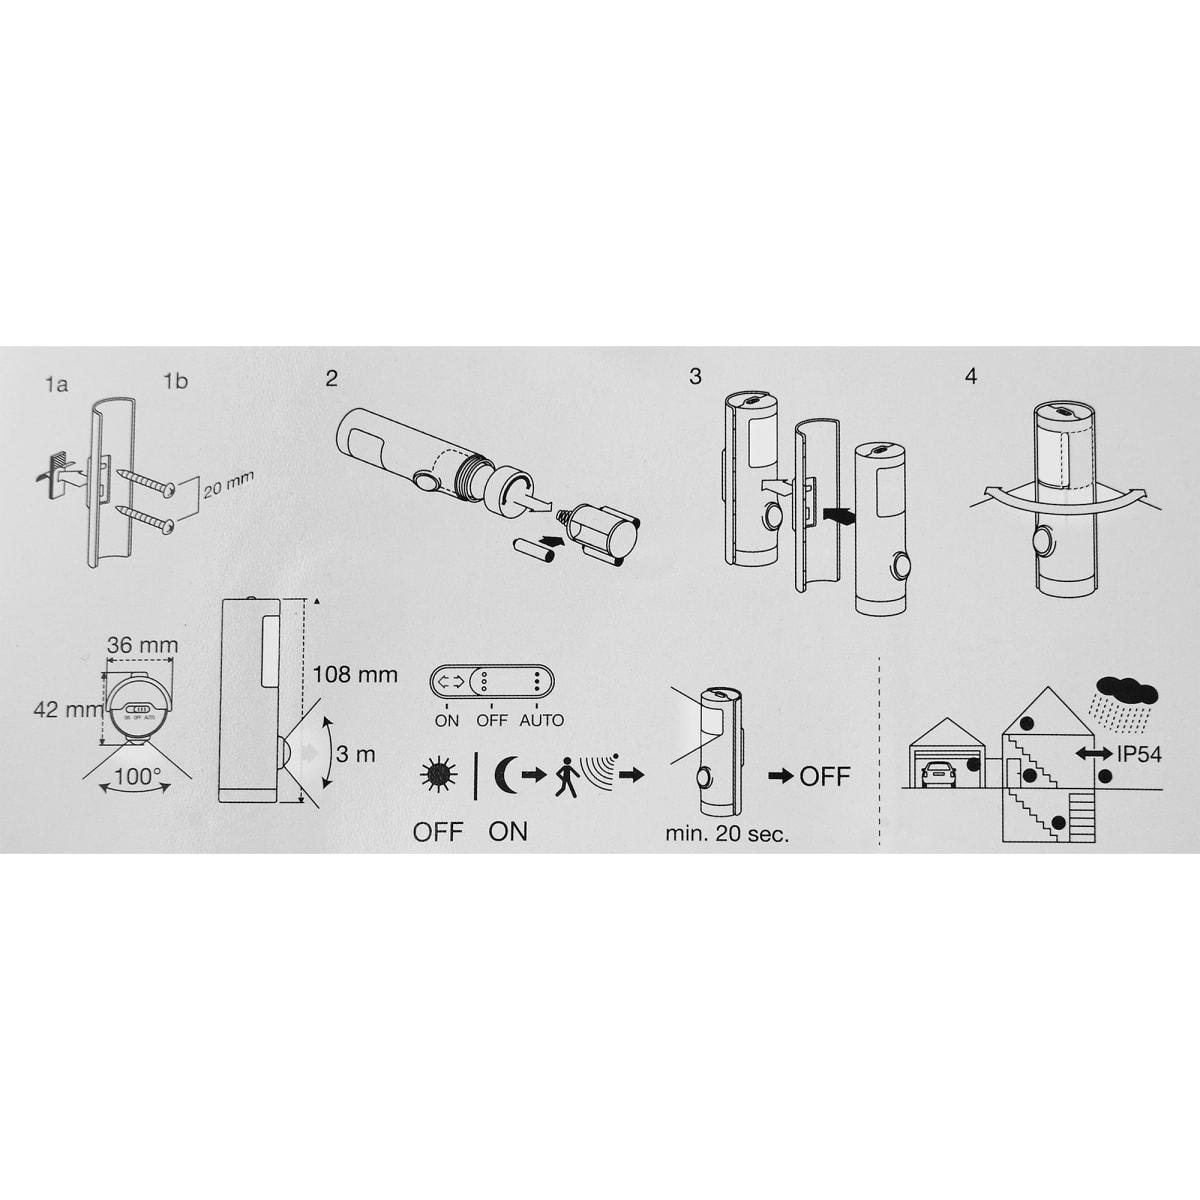 1a 1b 2 3 4
20 mm
36 mm
42 mm
ON OFF AUTO
100°
108 mm
3 m
ON OFF AUTO
OFF ON
min. 20 sec.
OFF
IP54